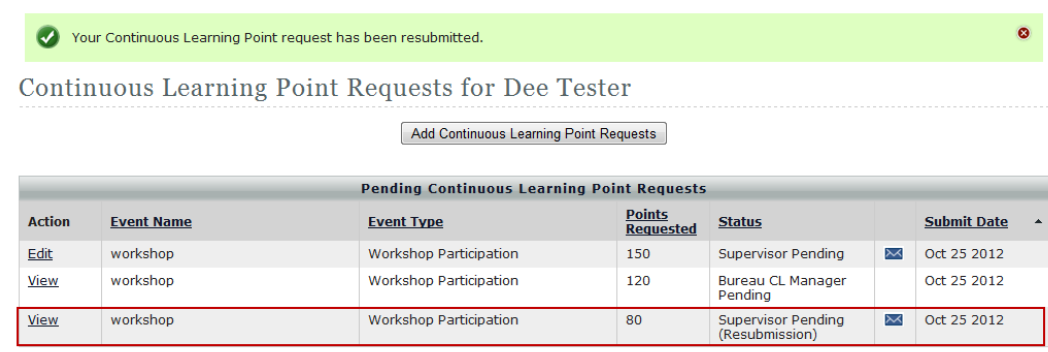 Your Continuous Learning Point request has been resubmitted.
Continuous Learning Point Requests for Dee Tester
Add Continuous Learning Point Requests
Pending Continuous Learning Point Requests
Action Event Name Event Type Points Requested Status Submit Date
Edit workshop Workshop Participation 150 Supervisor Pending Oct 25 2012
View workshop Workshop Participation 120 Bureau CL Manager Pending Oct 25 2012
View workshop Workshop Participation 80 Supervisor Pending (Resubmission) Oct 25 2012